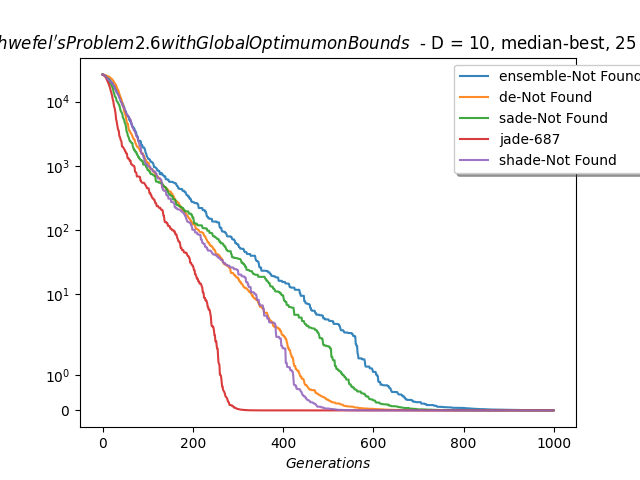 hwefel'sProblem2.6withGlobalOptimumonBounds - D = 10, median-best, 25
ensemble-Not Found
de-Not Found
sade-Not Found
jade-687
shade-Not Found
10^4
10^3
10^2
10^1
10^0
0
0 200 400 600 800 1000
Generations